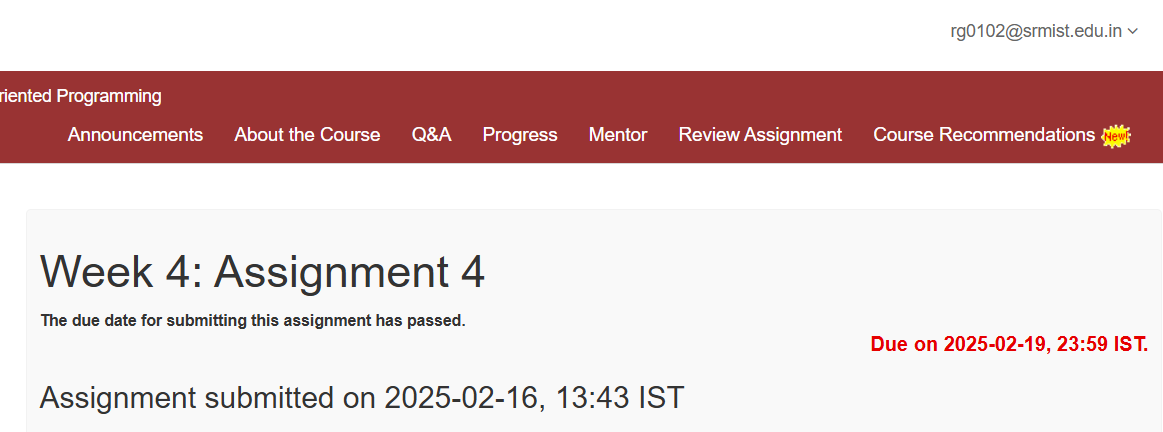 rg0102@srmist.edu.in
riented Programming
Announcements About the Course Q&A Progress Mentor Review Assignment Course Recommendations New!
Week 4: Assignment 4
The due date for submitting this assignment has passed.
Due on 2025-02-19, 23:59 IST.
Assignment submitted on 2025-02-16, 13:43 IST